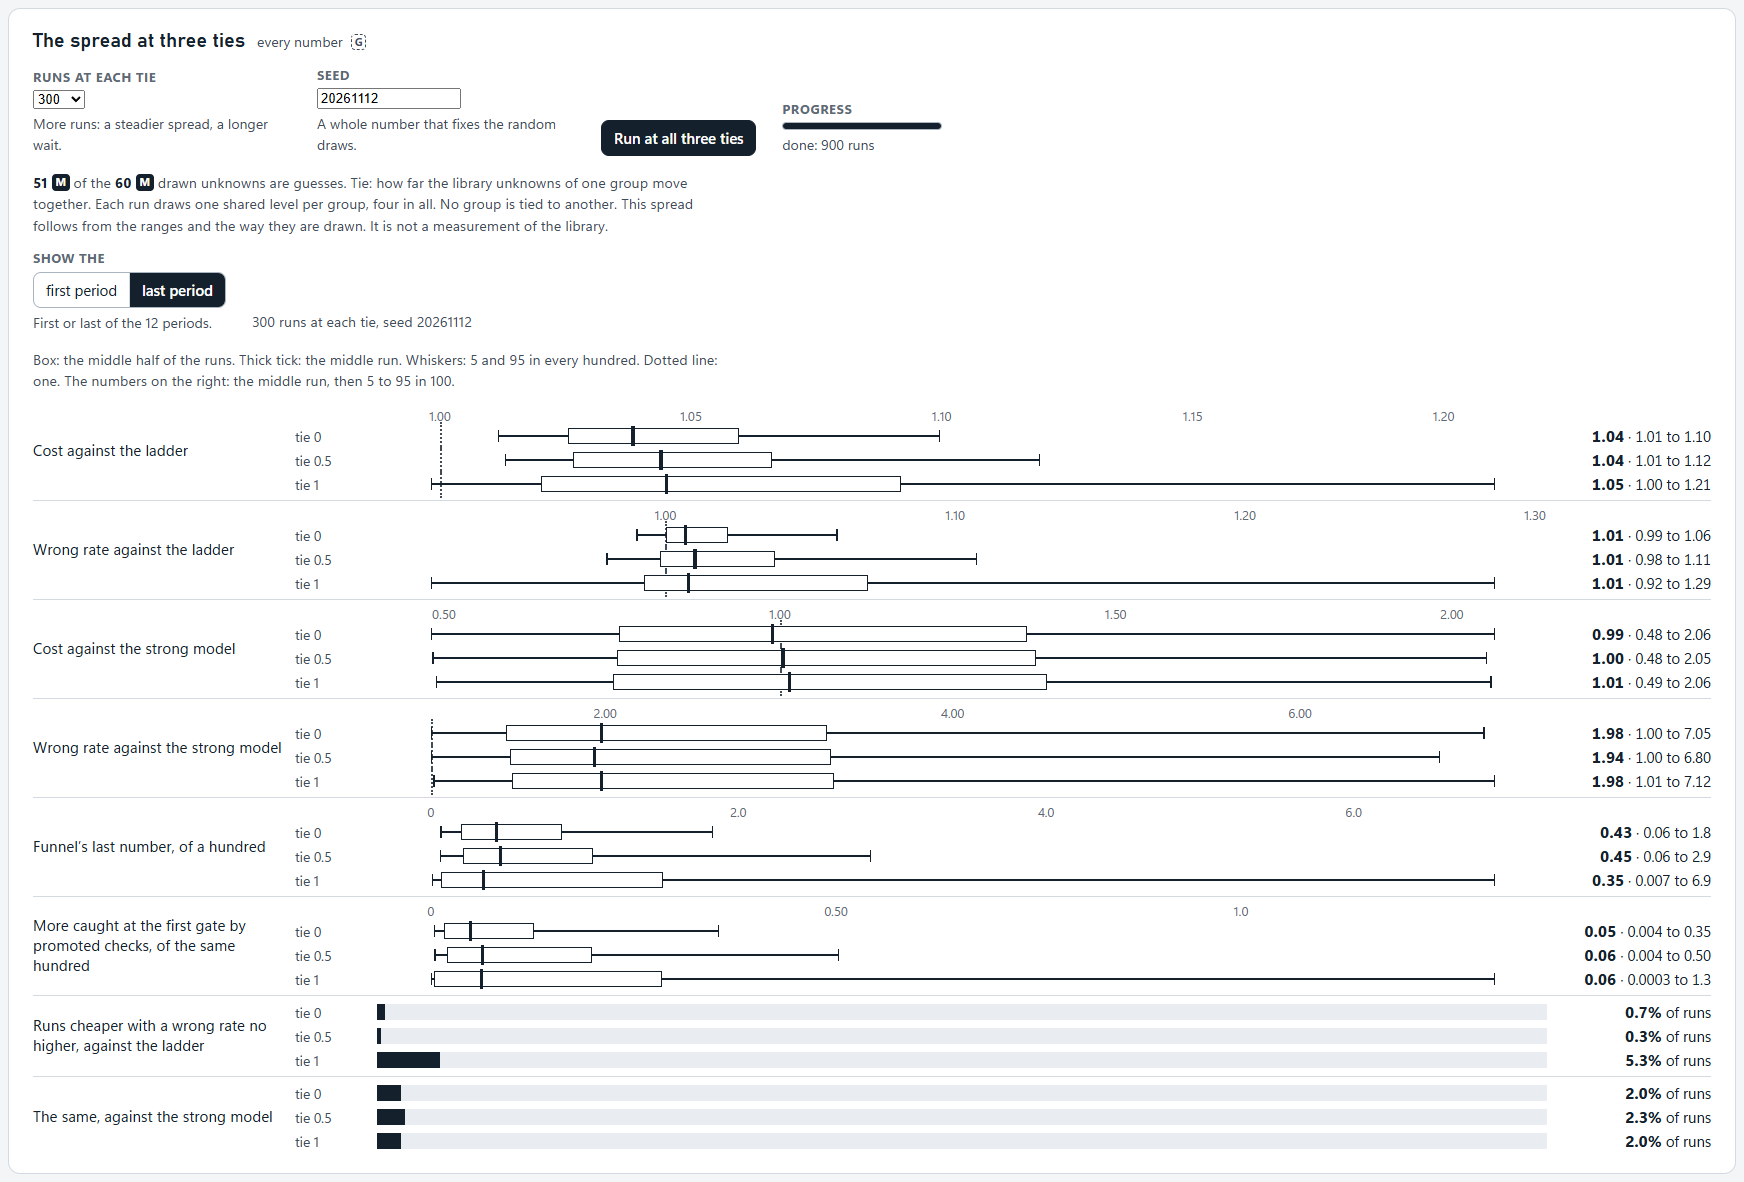 The spread at three ties every number G
RUNS AT EACH TIE
300
More runs: a steadier spread, a longer
wait.
SEED
20261112
A whole number that fixes the random
draws.
Run at all three ties
PROGRESS
done: 900 runs
51 M of the 60 M drawn unknowns are guesses. Tie: how far the library unknowns of one group move
together. Each run draws one shared level per group, four in all. No group is tied to another. This spread
follows from the ranges and the way they are drawn. It is not a measurement of the library.
SHOW THE
first period last period
First or last of the 12 periods. 300 runs at each tie, seed 20261112
Box: the middle half of the runs. Thick tick: the middle run. Whiskers: 5 and 95 in every hundred. Dotted line:
one. The numbers on the right: the middle run, then 5 to 95 in 100.
1.00 1.05 1.10 1.15 1.20
Cost against the ladder
tie 0 1.04 · 1.01 to 1.10
tie 0.5 1.04 · 1.01 to 1.12
tie 1 1.05 · 1.00 to 1.21
1.00 1.10 1.20 1.30
Wrong rate against the ladder
tie 0 1.01 · 0.99 to 1.06
tie 0.5 1.01 · 0.98 to 1.11
tie 1 1.01 · 0.92 to 1.29
0.50 1.00 1.50 2.00
Cost against the strong model
tie 0 0.99 · 0.48 to 2.06
tie 0.5 1.00 · 0.48 to 2.05
tie 1 1.01 · 0.49 to 2.06
2.00 4.00 6.00
Wrong rate against the strong model
tie 0 1.98 · 1.00 to 7.05
tie 0.5 1.94 · 1.00 to 6.80
tie 1 1.98 · 1.01 to 7.12
0 2.0 4.0 6.0
Funnel's last number, of a hundred
tie 0 0.43 · 0.06 to 1.8
tie 0.5 0.45 · 0.06 to 2.9
tie 1 0.35 · 0.007 to 6.9
0 0.50 1.0
More caught at the first gate by
promoted checks, of the same
hundred
tie 0 0.05 · 0.004 to 0.35
tie 0.5 0.06 · 0.004 to 0.50
tie 1 0.06 · 0.0003 to 1.3
Runs cheaper with a wrong rate no
higher, against the ladder
tie 0 0.7% of runs
tie 0.5 0.3% of runs
tie 1 5.3% of runs
The same, against the strong model
tie 0 2.0% of runs
tie 0.5 2.3% of runs
tie 1 2.0% of runs